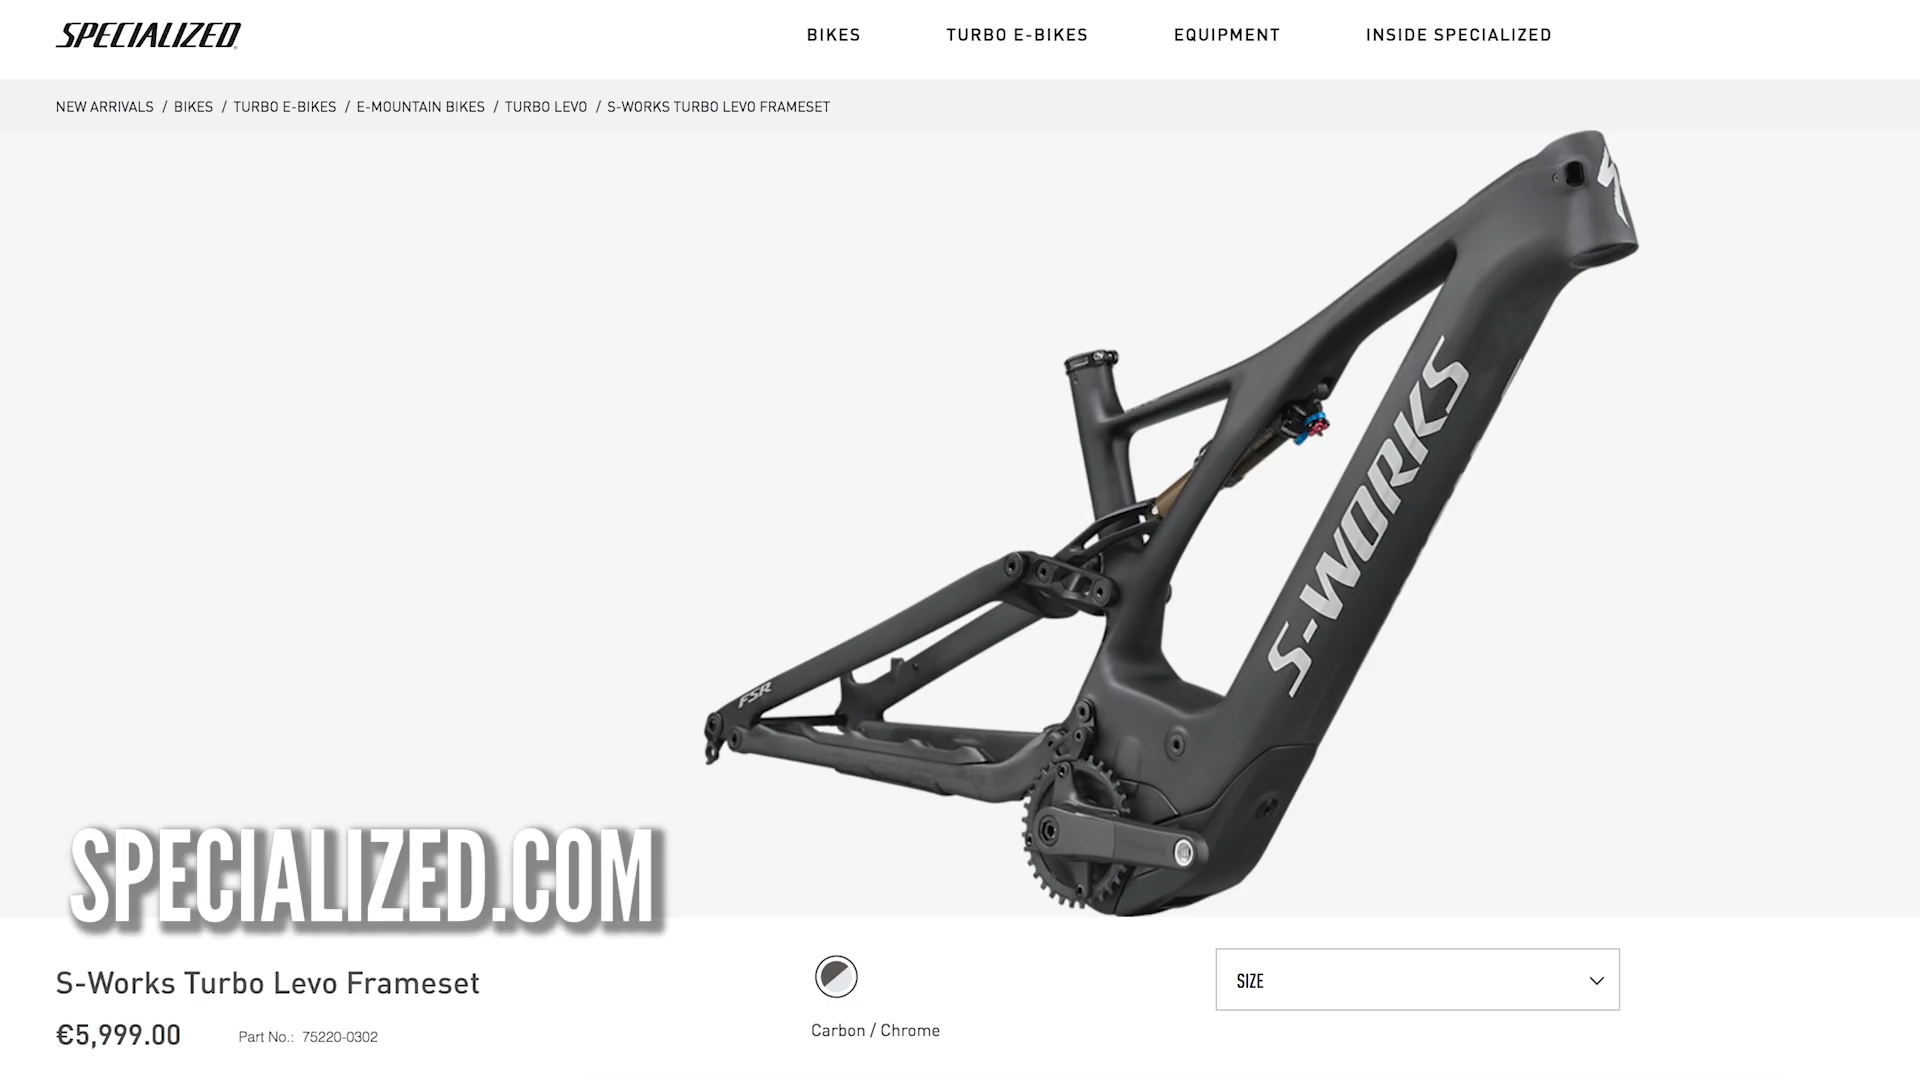 SPECIALIZED
BIKES
TURBO E-BIKES
EQUIPMENT
INSIDE SPECIALIZED
NEW ARRIVALS / BIKES / TURBO E-BIKES / E-MOUNTAIN BIKES / TURBO LEVO / S-WORKS TURBO LEVO FRAMESET
S-WORKS
FSR
SPECIALIZED.COM
S-Works Turbo Levo Frameset
€5,999.00
Part No.: 75220-0302
Carbon / Chrome
SIZE